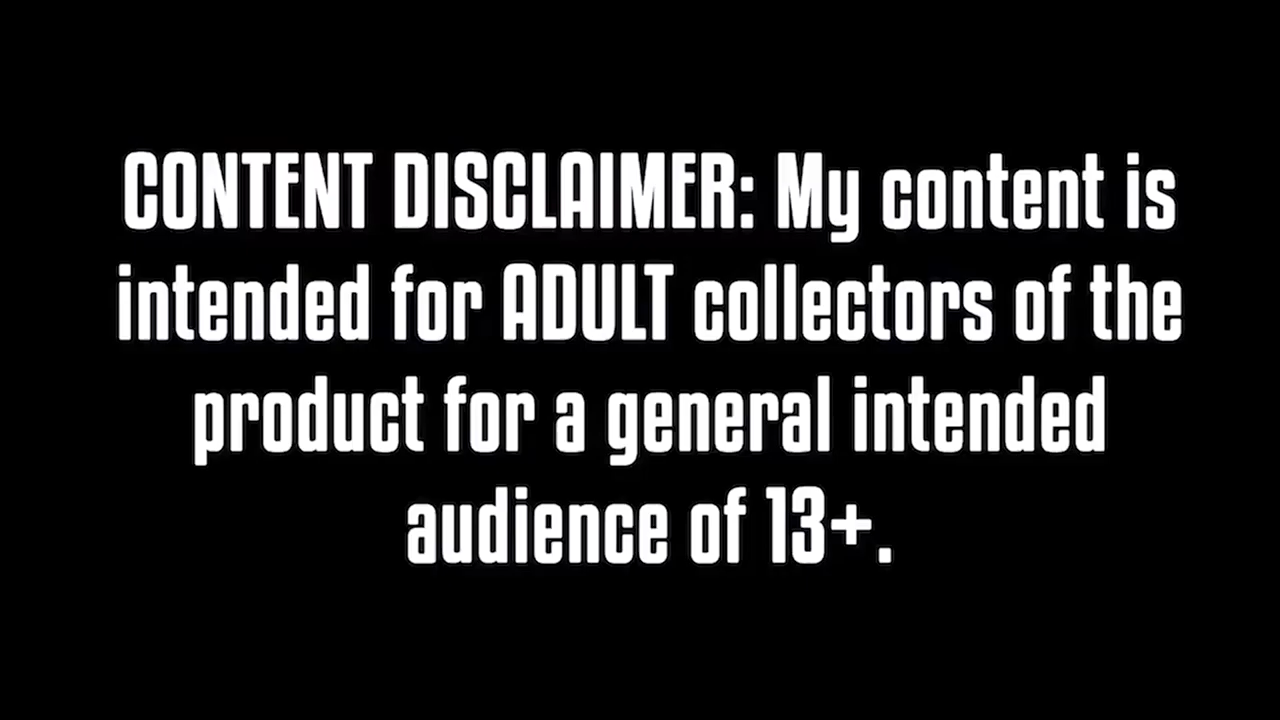 CONTENT DISCLAIMER: My content is
intended for ADULT collectors of the
product for a general intended
audience of 13+.